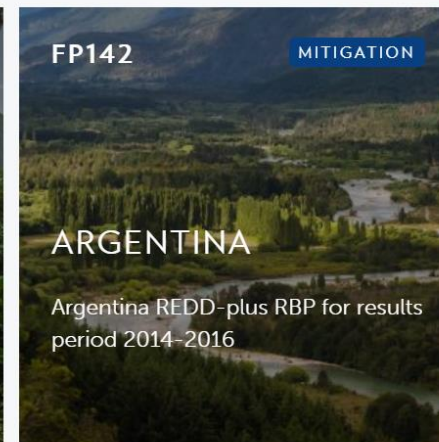 FP142
MITIGATION
ARGENTINA
Argentina REDD-plus RBP for results
period 2014-2016